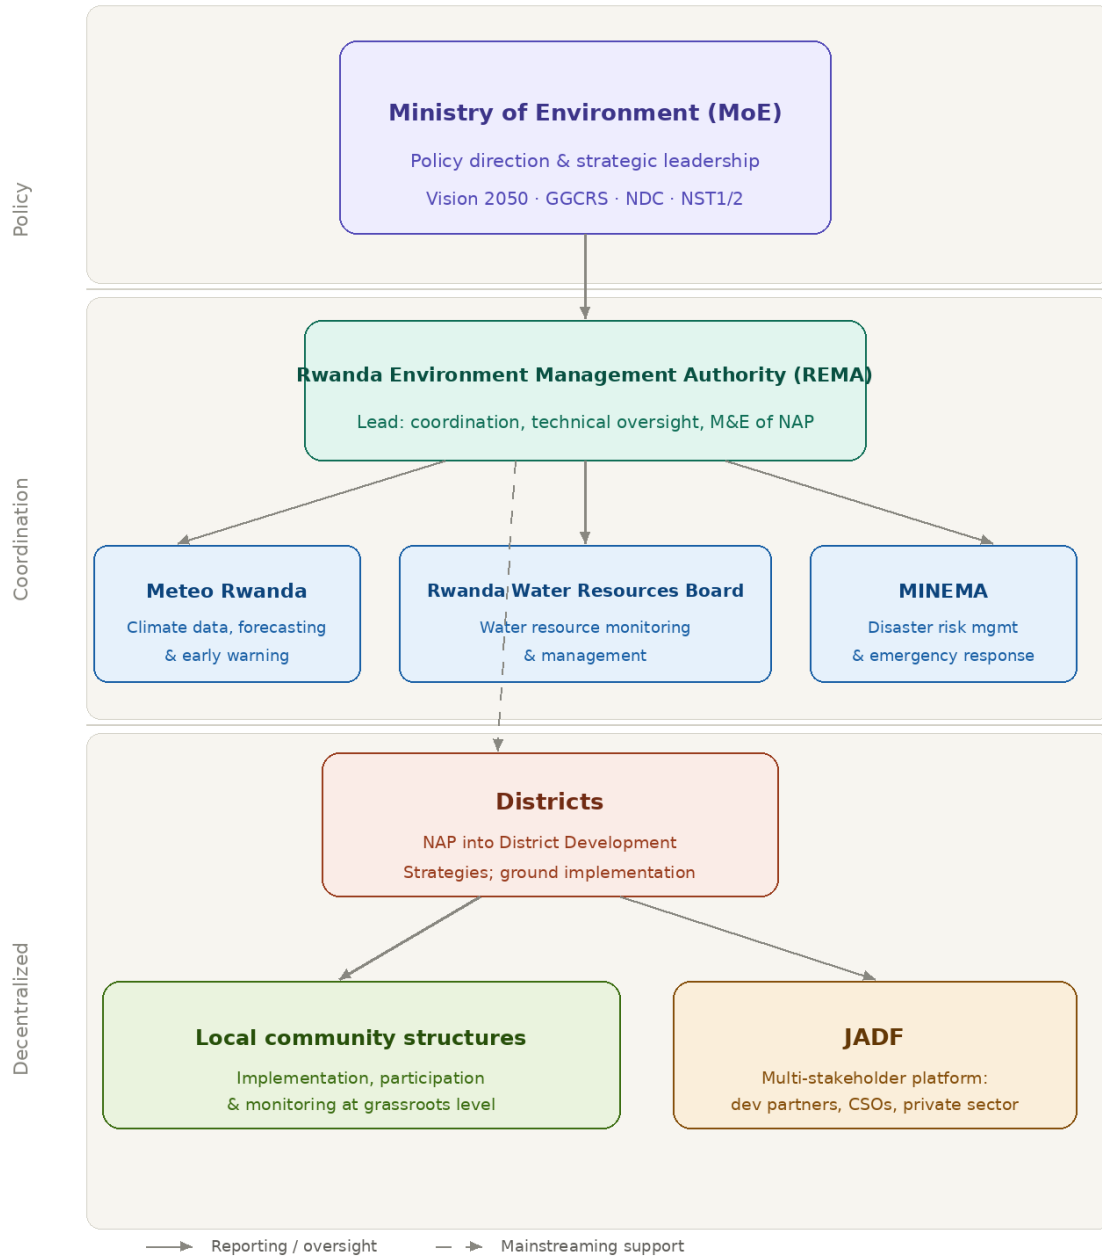 Policy
Ministry of Environment (MoE)
Policy direction & strategic leadership
Vision 2050 · GGCRS · NDC · NST1/2
Coordination
Rwanda Environment Management Authority (REMA)
Lead: coordination, technical oversight, M&E of NAP
Meteo Rwanda
Climate data, forecasting
& early warning
Rwanda Water Resources Board
Water resource monitoring
& management
MINEMA
Disaster risk mgmt
& emergency response
Decentralized
Districts
NAP into District Development
Strategies; ground implementation
Local community structures
Implementation, participation
& monitoring at grassroots level
JADF
Multi-stakeholder platform:
dev partners, CSOs, private sector
Reporting / oversight
Mainstreaming support